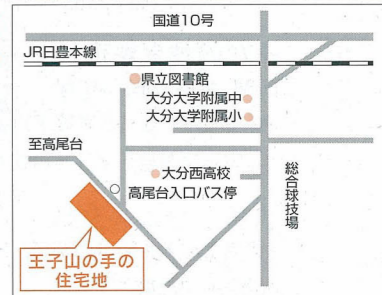 国道10号
JR日豊本線
県立図書館
大分大学附属中
大分大学附属小
至高尾台
大分西高校
高尾台入口バス停
総合球技場
王子山の手の
住宅地